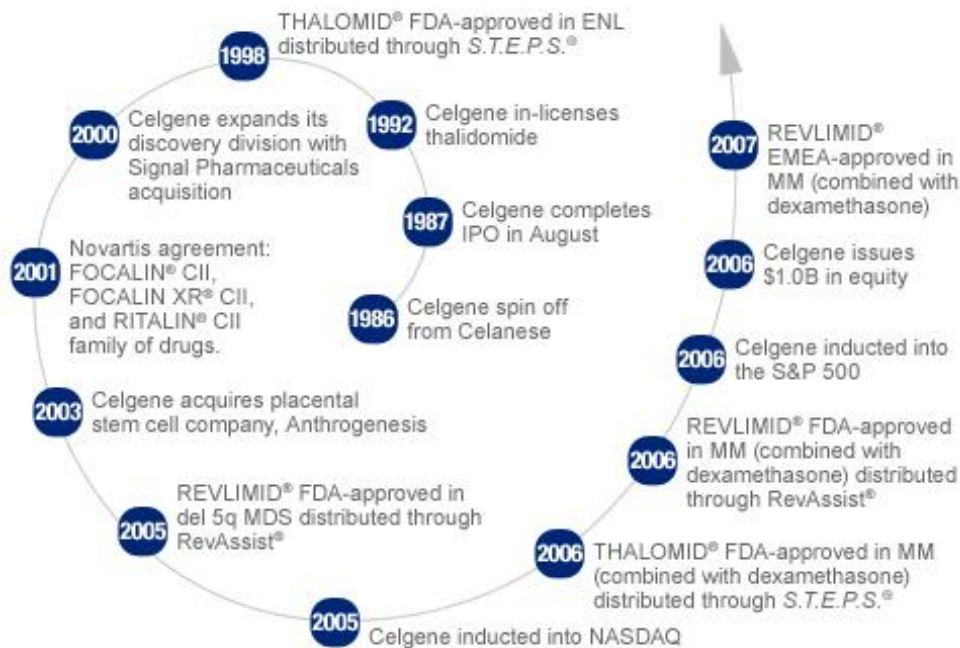 1998
THALOMID® FDA-approved in ENL
distributed through S.T.E.P.S.®
2000
Celgene expands its
discovery division with
Signal Pharmaceuticals
acquisition
1992
Celgene in-licenses
thalidomide
2007
REVLIMID®
EMEA-approved in
MM (combined with
dexamethasone)
1987
Celgene completes
IPO in August
2001
Novartis agreement:
FOCALIN® CII,
FOCALIN XR® CII,
and RITALIN® CII
family of drugs.
2006
Celgene issues
$1.0B in equity
1986
Celgene spin off
from Celanese
2006
Celgene inducted into
the S&P 500
2003
Celgene acquires placental
stem cell company, Anthrogenesis
2006
REVLIMID® FDA-approved
in MM (combined with
dexamethasone) distributed
through RevAssist®
2005
REVLIMID® FDA-approved in
del 5q MDS distributed through
RevAssist®
2006
THALOMID® FDA-approved in MM
(combined with dexamethasone)
distributed through S.T.E.P.S.®
2005
Celgene inducted into NASDAQ